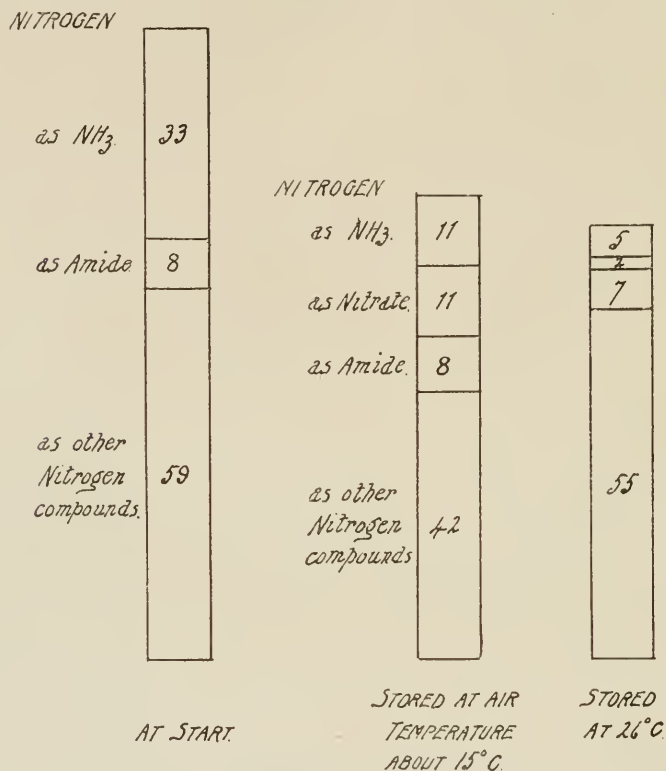 NITROGEN
as NH3.
33
as Amide.
8
as other
Nitrogen
compounds.
59
AT START.
NITROGEN
as NH3.
11
as Nitrate.
11
as Amide.
8
as other
Nitrogen
compounds
42
STORED AT AIR
TEMPERATURE
ABOUT 15°C.
5
2
7
55
STORED
AT 26°C.